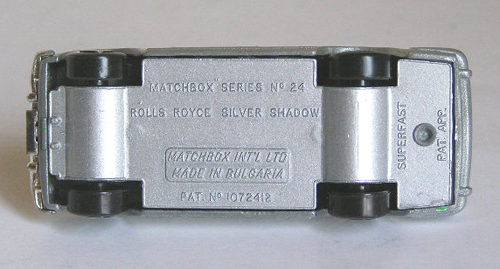 "MATCHBOX" SERIES Nº 24
ROLLS ROYCE SILVER SHADOW
MATCHBOX INT'L LTD
MADE IN BULGARIA
PAT. Nº 1072412
SUPERFAST
PAT. APP.